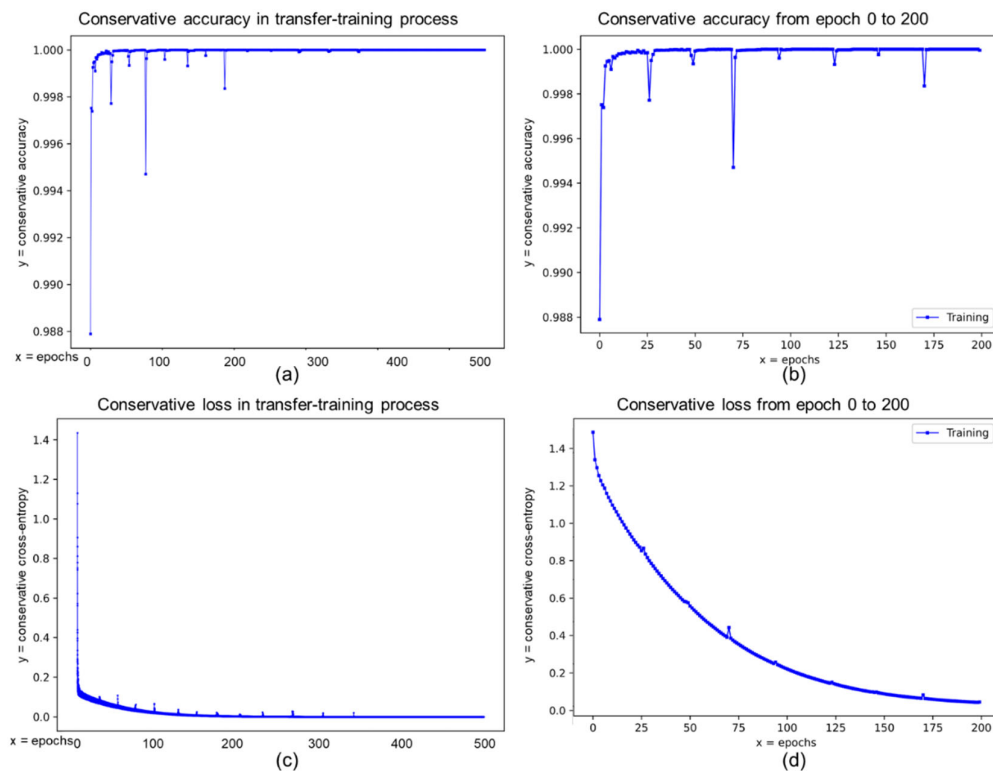 Conservative accuracy in transfer-training process
1.000
0.998
0.996
0.994
0.992
0.990
0.988
y = conservative accuracy
x = epochs
0 100 200 300 400 500
(a)
Conservative accuracy from epoch 0 to 200
1.000
0.998
0.996
0.994
0.992
0.990
0.988
y = conservative accuracy
Training
0 25 50 75 100 125 150 175 200
x = epochs
(b)
Conservative loss in transfer-training process
1.4
1.2
1.0
0.8
0.6
0.4
0.2
0.0
y = conservative cross-entropy
x = epochs
0 100 200 300 400 500
(c)
Conservative loss from epoch 0 to 200
Training
1.4
1.2
1.0
0.8
0.6
0.4
0.2
0.0
y = conservative cross-entropy
0 25 50 75 100 125 150 175 200
x = epochs
(d)